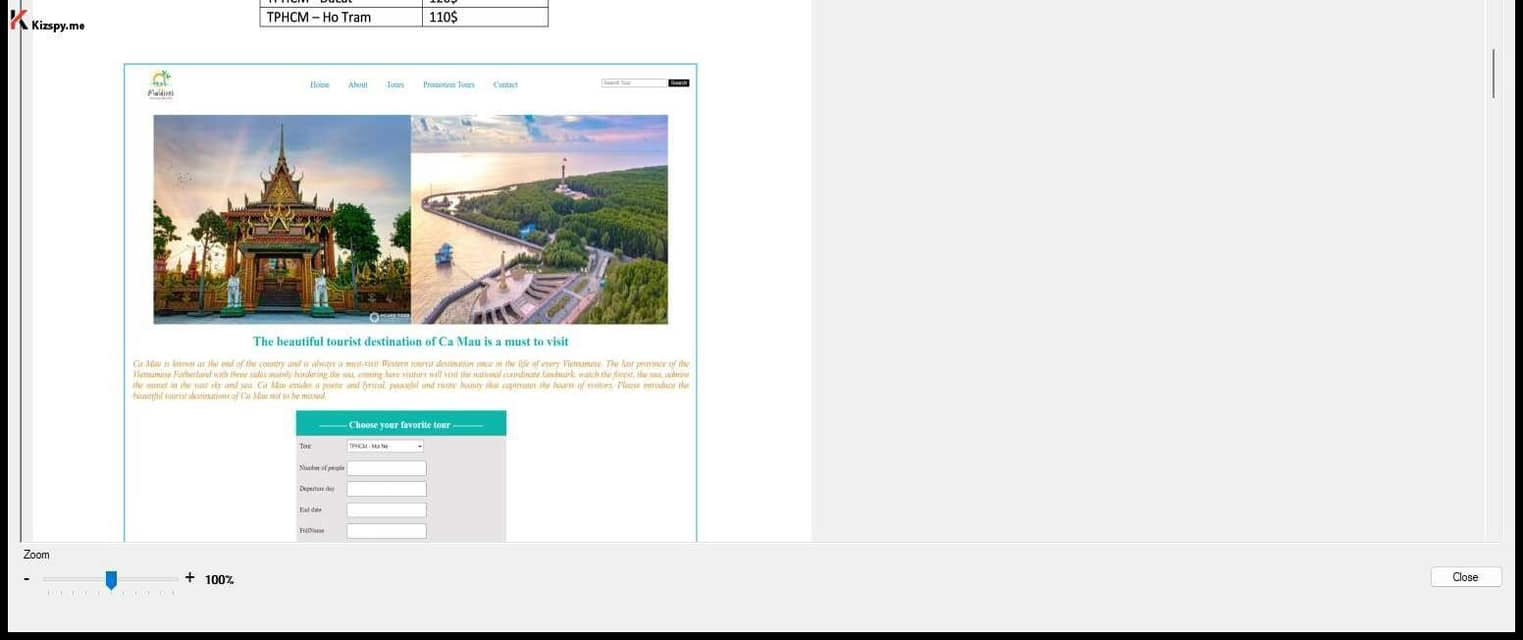 TPHCM – Ho Tram 110$
Kizspy.me
Maldives
Home About Tours Promotion Tours Contact
Search Tour Search
The beautiful tourist destination of Ca Mau is a must to visit
Ca Mau is known as the end of the country and is always a must-visit Western tourist destination once in the life of every Vietnamese. The last province of the
Vietnamese Fatherland with three sides mainly bordering the sea, coming here visitors will visit the national coordinate landmark, watch the forest, the sea, admire
the sunset in the vast sky and sea. Ca Mau exudes a poetic and lyrical, peaceful and rustic beauty that captivates the hearts of visitors. Please introduce the
beautiful tourist destinations of Ca Mau not to be missed.
Choose your favorite tour
Tour TPHCM - Mui Ne
Number of people
Departure day
End date
FullName
Zoom
- + 100%
Close